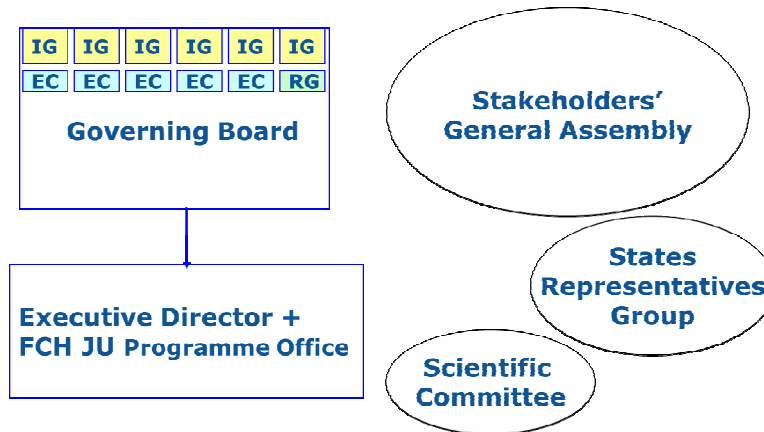 IG IG IG IG IG IG
EC EC EC EC EC RG
Governing Board
Executive Director +
FCH JU Programme Office
Stakeholders’
General Assembly
States
Representatives
Group
Scientific
Committee